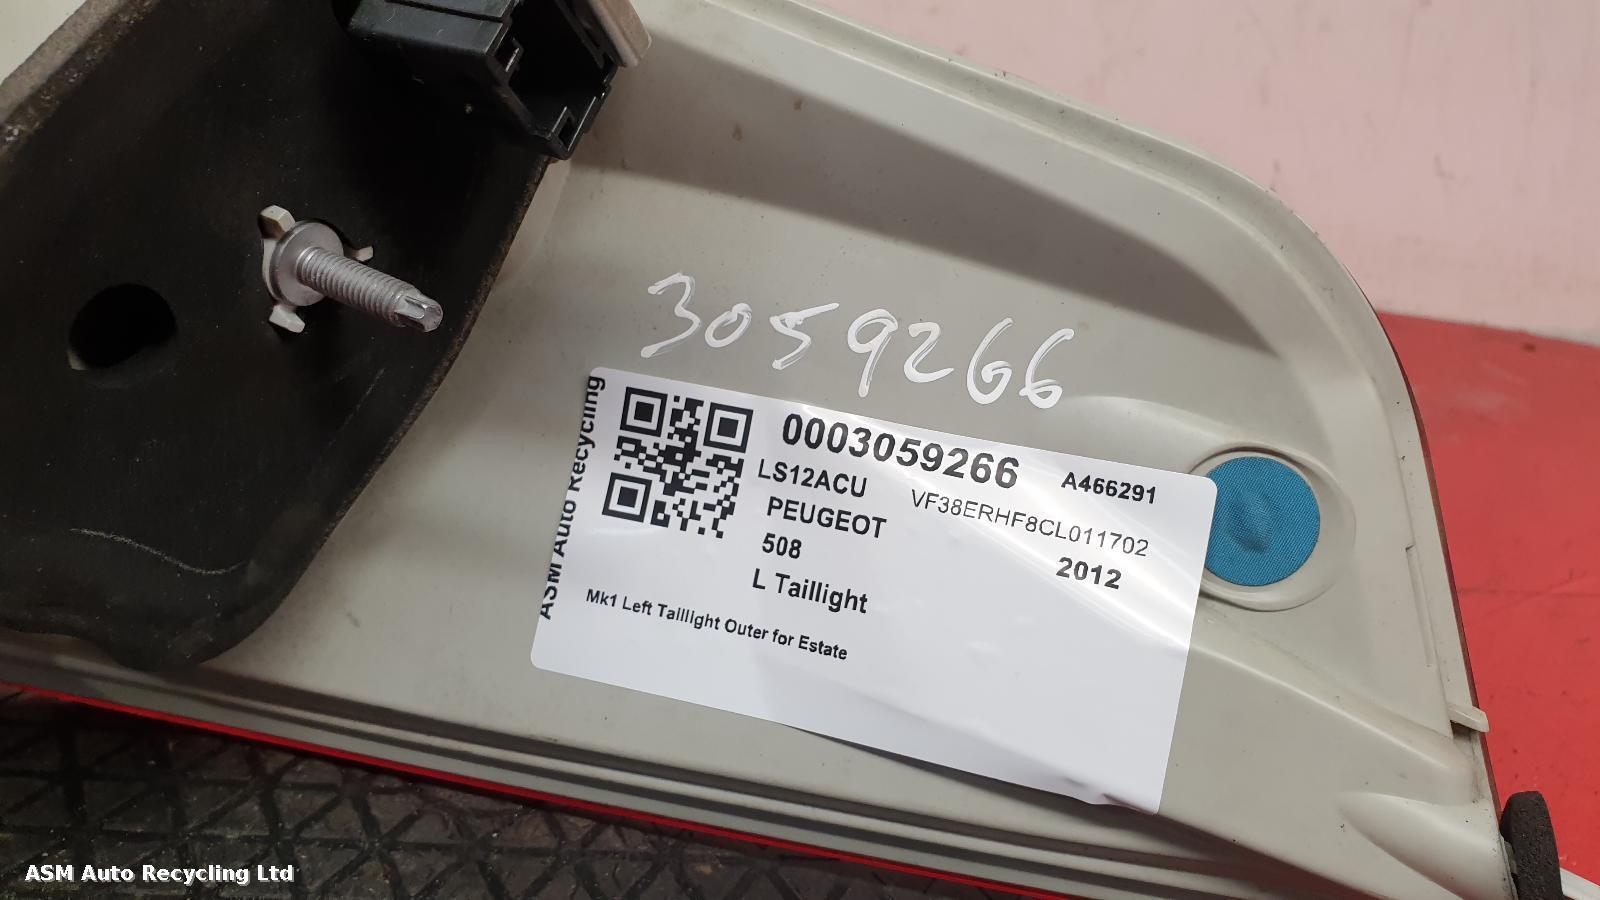 3059266
ASM Auto Recycling
0003059266
A466291
LS12ACU
VF38ERHF8CL011702
PEUGEOT
508
2012
L Taillight
Mk1 Left Taillight Outer for Estate
ASM Auto Recycling Ltd